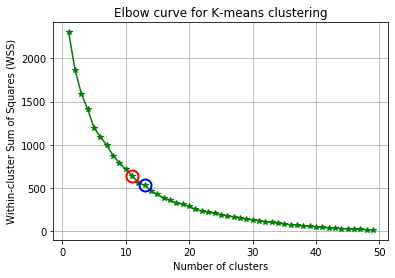 Elbow curve for K-means clustering
Within-cluster Sum of Squares (WSS)
2000
1500
1000
500
0
0 10 20 30 40 50
Number of clusters